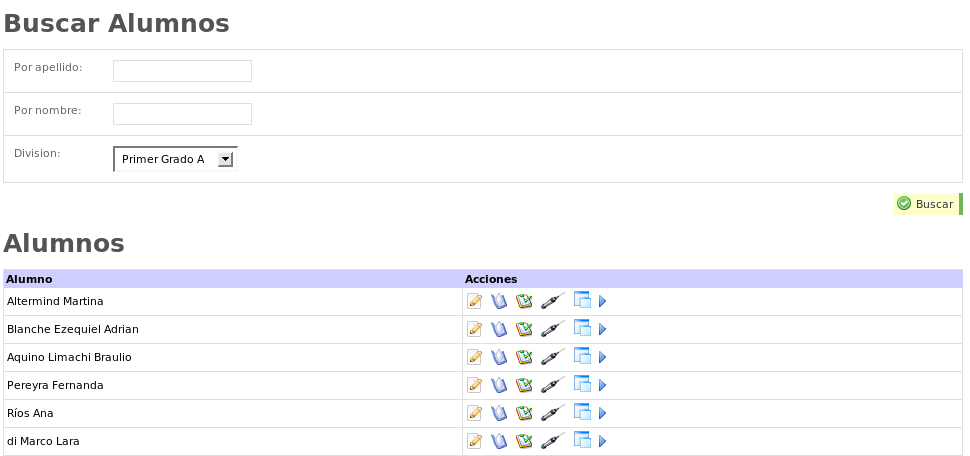 Buscar Alumnos
Por apellido:
Por nombre:
Division: Primer Grado A
Buscar
Alumnos
Alumno Acciones
Altermind Martina
Blanche Ezequiel Adrian
Aquino Limachi Braulio
Pereyra Fernanda
Ríos Ana
di Marco Lara